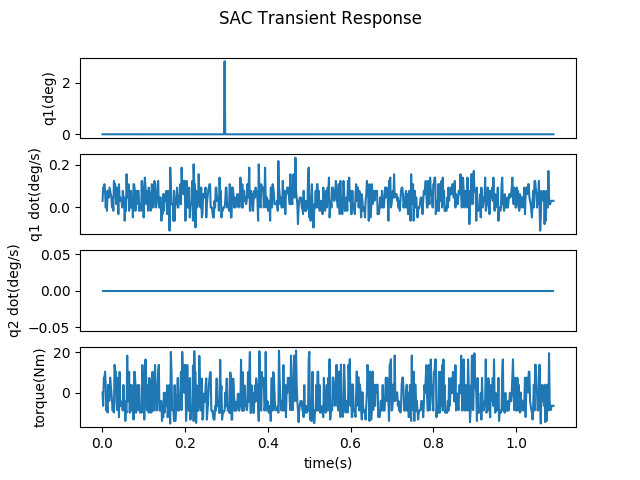 SAC Transient Response
q1(deg)
2
0
q1 dot(deg/s)
0.2
0.0
q2 dot(deg/s)
0.05
0.00
−0.05
torque(Nm)
20
0
0.0 0.2 0.4 0.6 0.8 1.0
time(s)